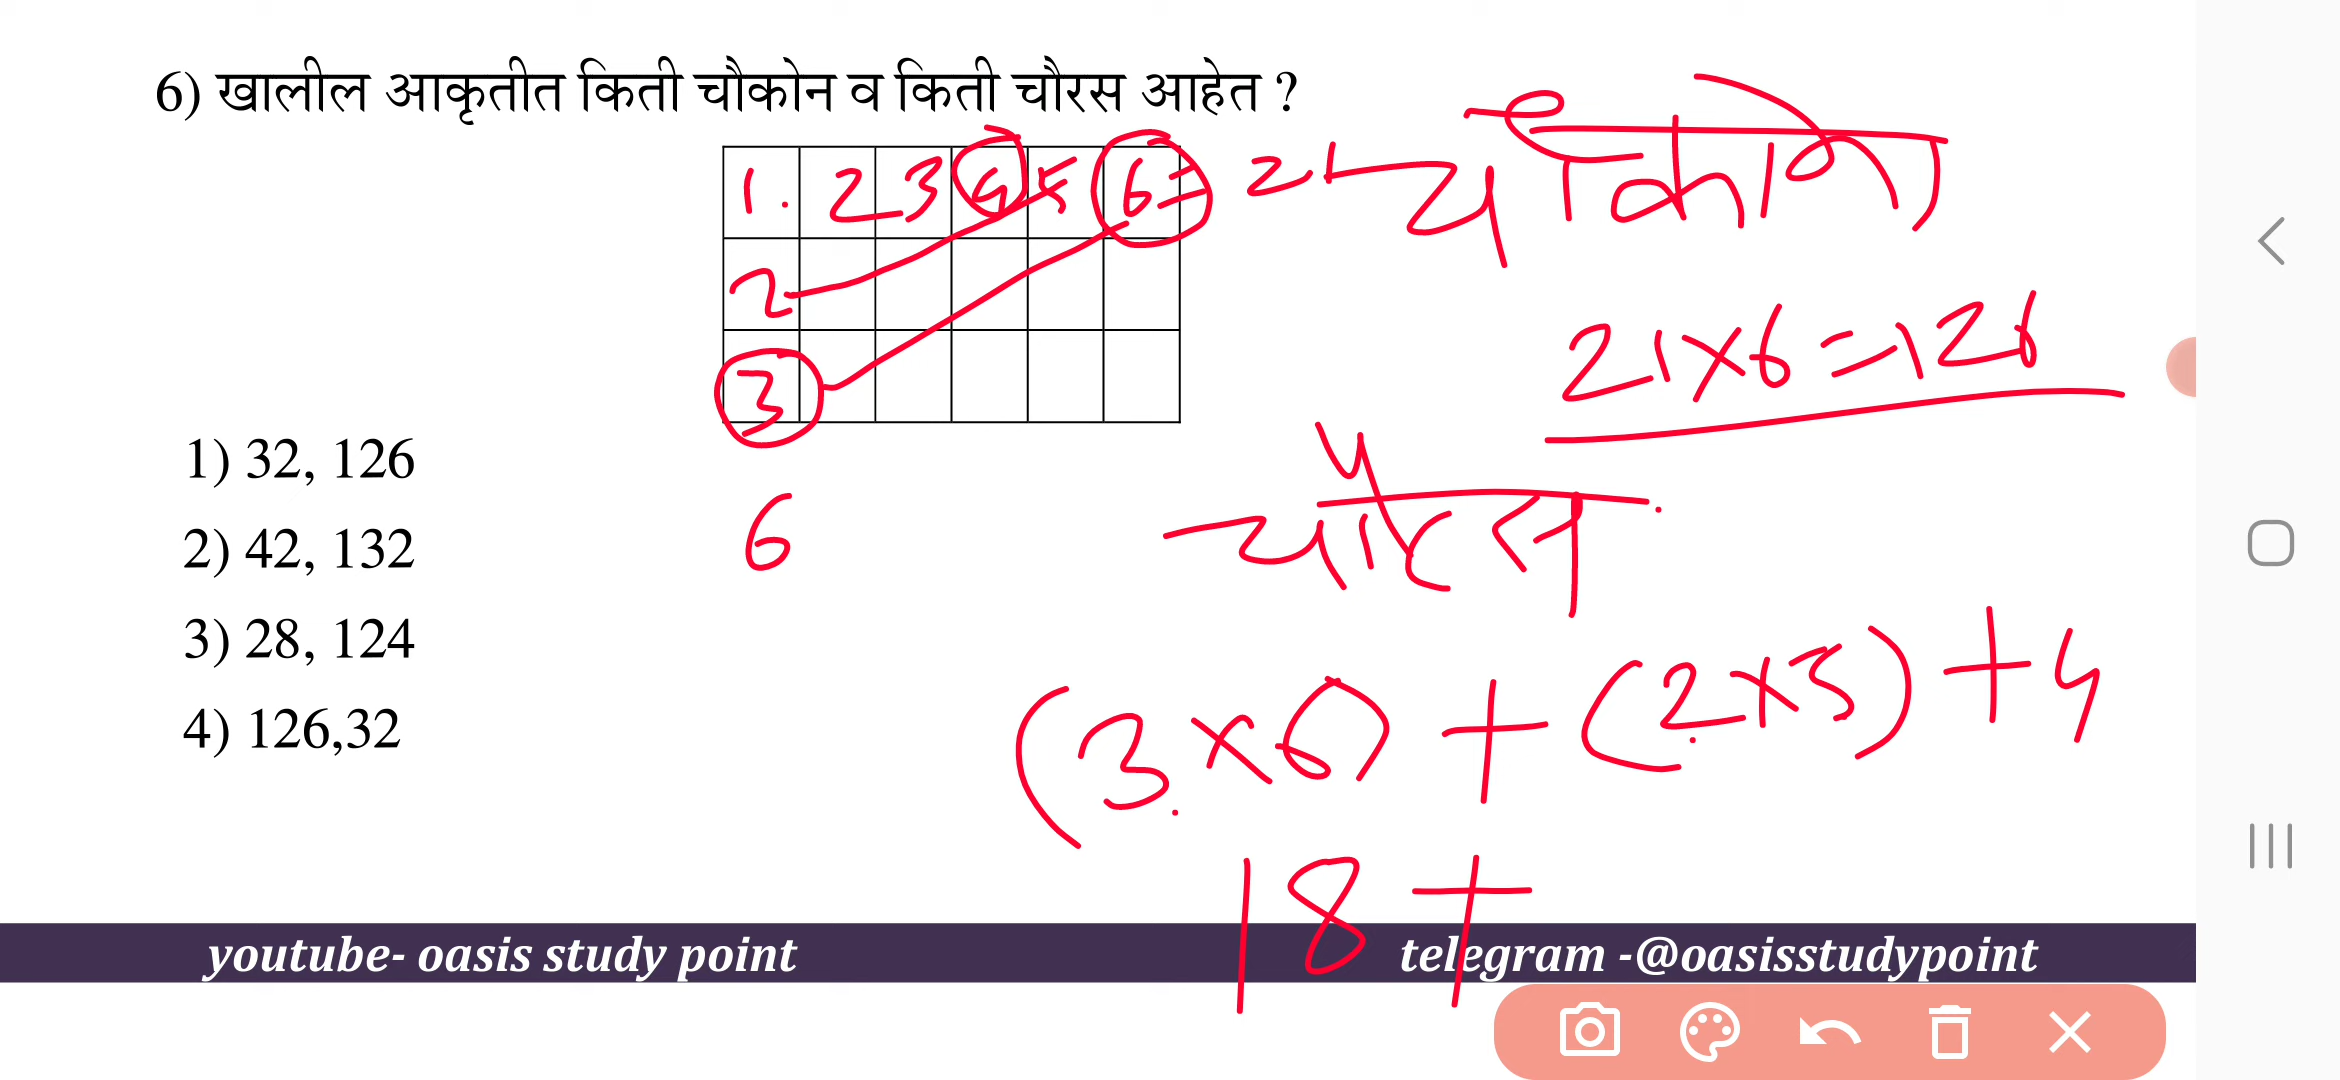 6) खालील आकृतीत किती चौकोन व किती चौरस आहेत ?
1. 2 3 4 5 6 = 21 चौकोन
2
3
6
21 x 6 = 126
1) 32, 126
2) 42, 132
3) 28, 124
4) 126,32
चौरस
(3 x 6) + (2 x 5) + 4
18 +
youtube- oasis study point
telegram -@oasisstudypoint